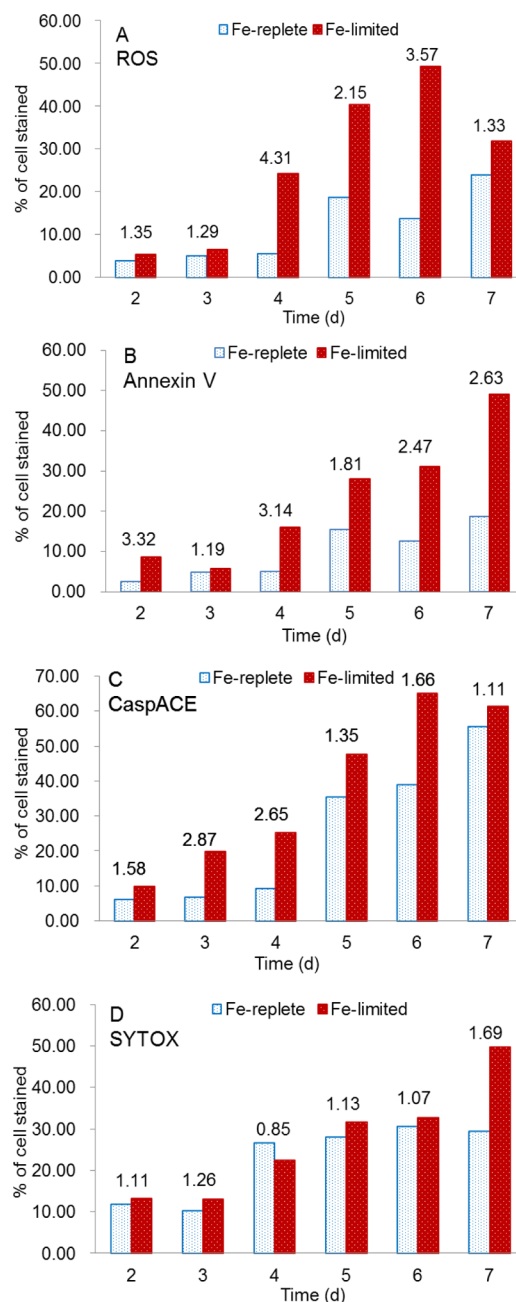 A
ROS
Fe-replete Fe-limited
% of cell stained
60.00
50.00
40.00
30.00
20.00
10.00
0.00
1.35 1.29 4.31 2.15 3.57 1.33
2 3 4 5 6 7
Time (d)
B
Annexin V
Fe-replete Fe-limited
% of cell stained
60.00
50.00
40.00
30.00
20.00
10.00
0.00
3.32 1.19 3.14 1.81 2.47 2.63
2 3 4 5 6 7
Time (d)
C
CaspACE
Fe-replete Fe-limited
% of cell stained
70.00
60.00
50.00
40.00
30.00
20.00
10.00
0.00
1.58 2.87 2.65 1.35 1.66 1.11
2 3 4 5 6 7
Time (d)
D
SYTOX
Fe-replete Fe-limited
% of cell stained
60.00
50.00
40.00
30.00
20.00
10.00
0.00
1.11 1.26 0.85 1.13 1.07 1.69
2 3 4 5 6 7
Time (d)